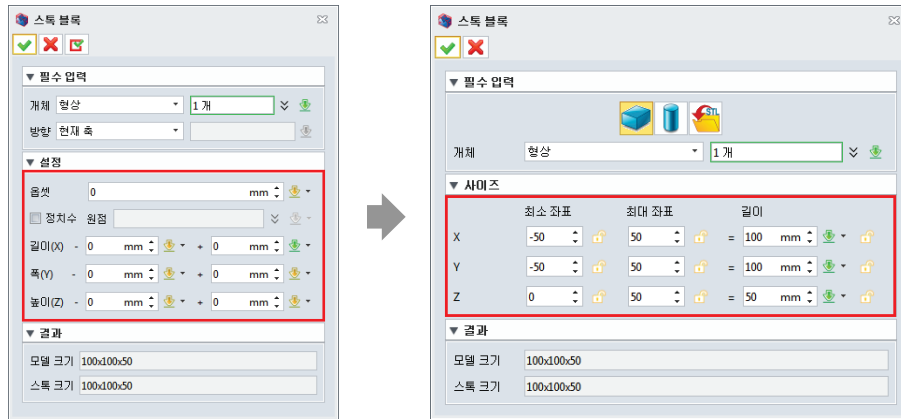 스톡 블록
▼ 필수 입력
개체 형상 1 개
방향 현재 축
▼ 설정
옵셋 0 mm
정치수 원점
길이(X) - 0 mm + 0 mm
폭(Y) - 0 mm + 0 mm
높이(Z) - 0 mm + 0 mm
▼ 결과
모델 크기 100x100x50
스톡 크기 100x100x50
스톡 블록
▼ 필수 입력
STL
개체 형상 1 개
▼ 사이즈
최소 좌표 최대 좌표 길이
X -50 50 = 100 mm
Y -50 50 = 100 mm
Z 0 50 = 50 mm
▼ 결과
모델 크기 100x100x50
스톡 크기 100x100x50